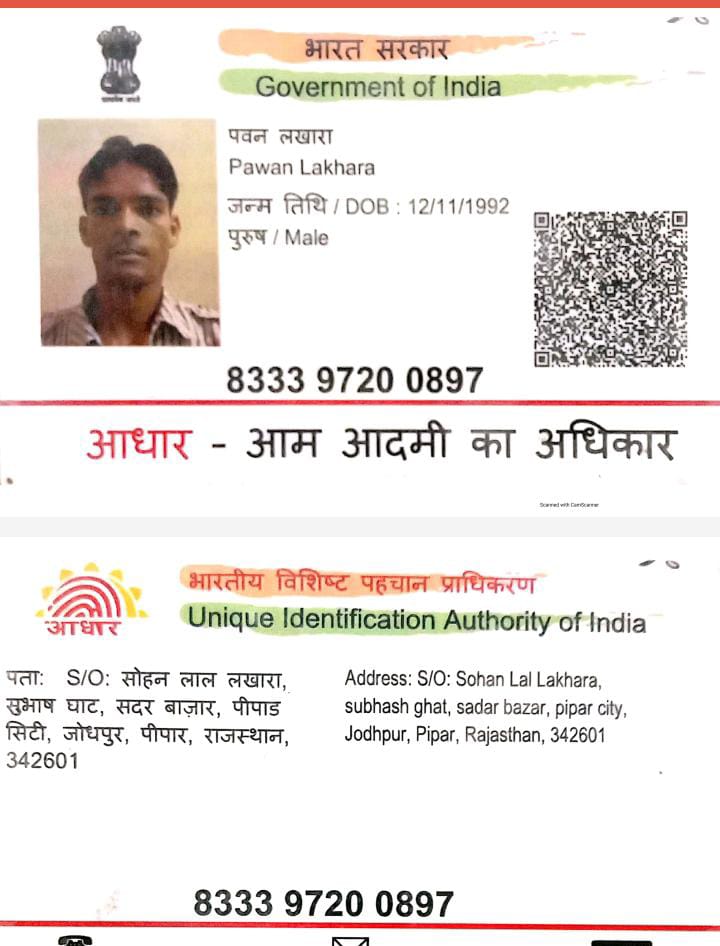 भारत सरकार
Government of India
पवन लखारा
Pawan Lakhara
जन्म तिथि / DOB : 12/11/1992
पुरुष / Male
8333 9720 0897
आधार - आम आदमी का अधिकार
Scanned with CamScanner
भारतीय विशिष्ट पहचान प्राधिकरण
Unique Identification Authority of India
आधार
पता: S/O: सोहन लाल लखारा,
सुभाष घाट, सदर बाज़ार, पीपाड
सिटी, जोधपुर, पीपार, राजस्थान,
342601
Address: S/O: Sohan Lal Lakhara,
subhash ghat, sadar bazar, pipar city,
Jodhpur, Pipar, Rajasthan, 342601
8333 9720 0897